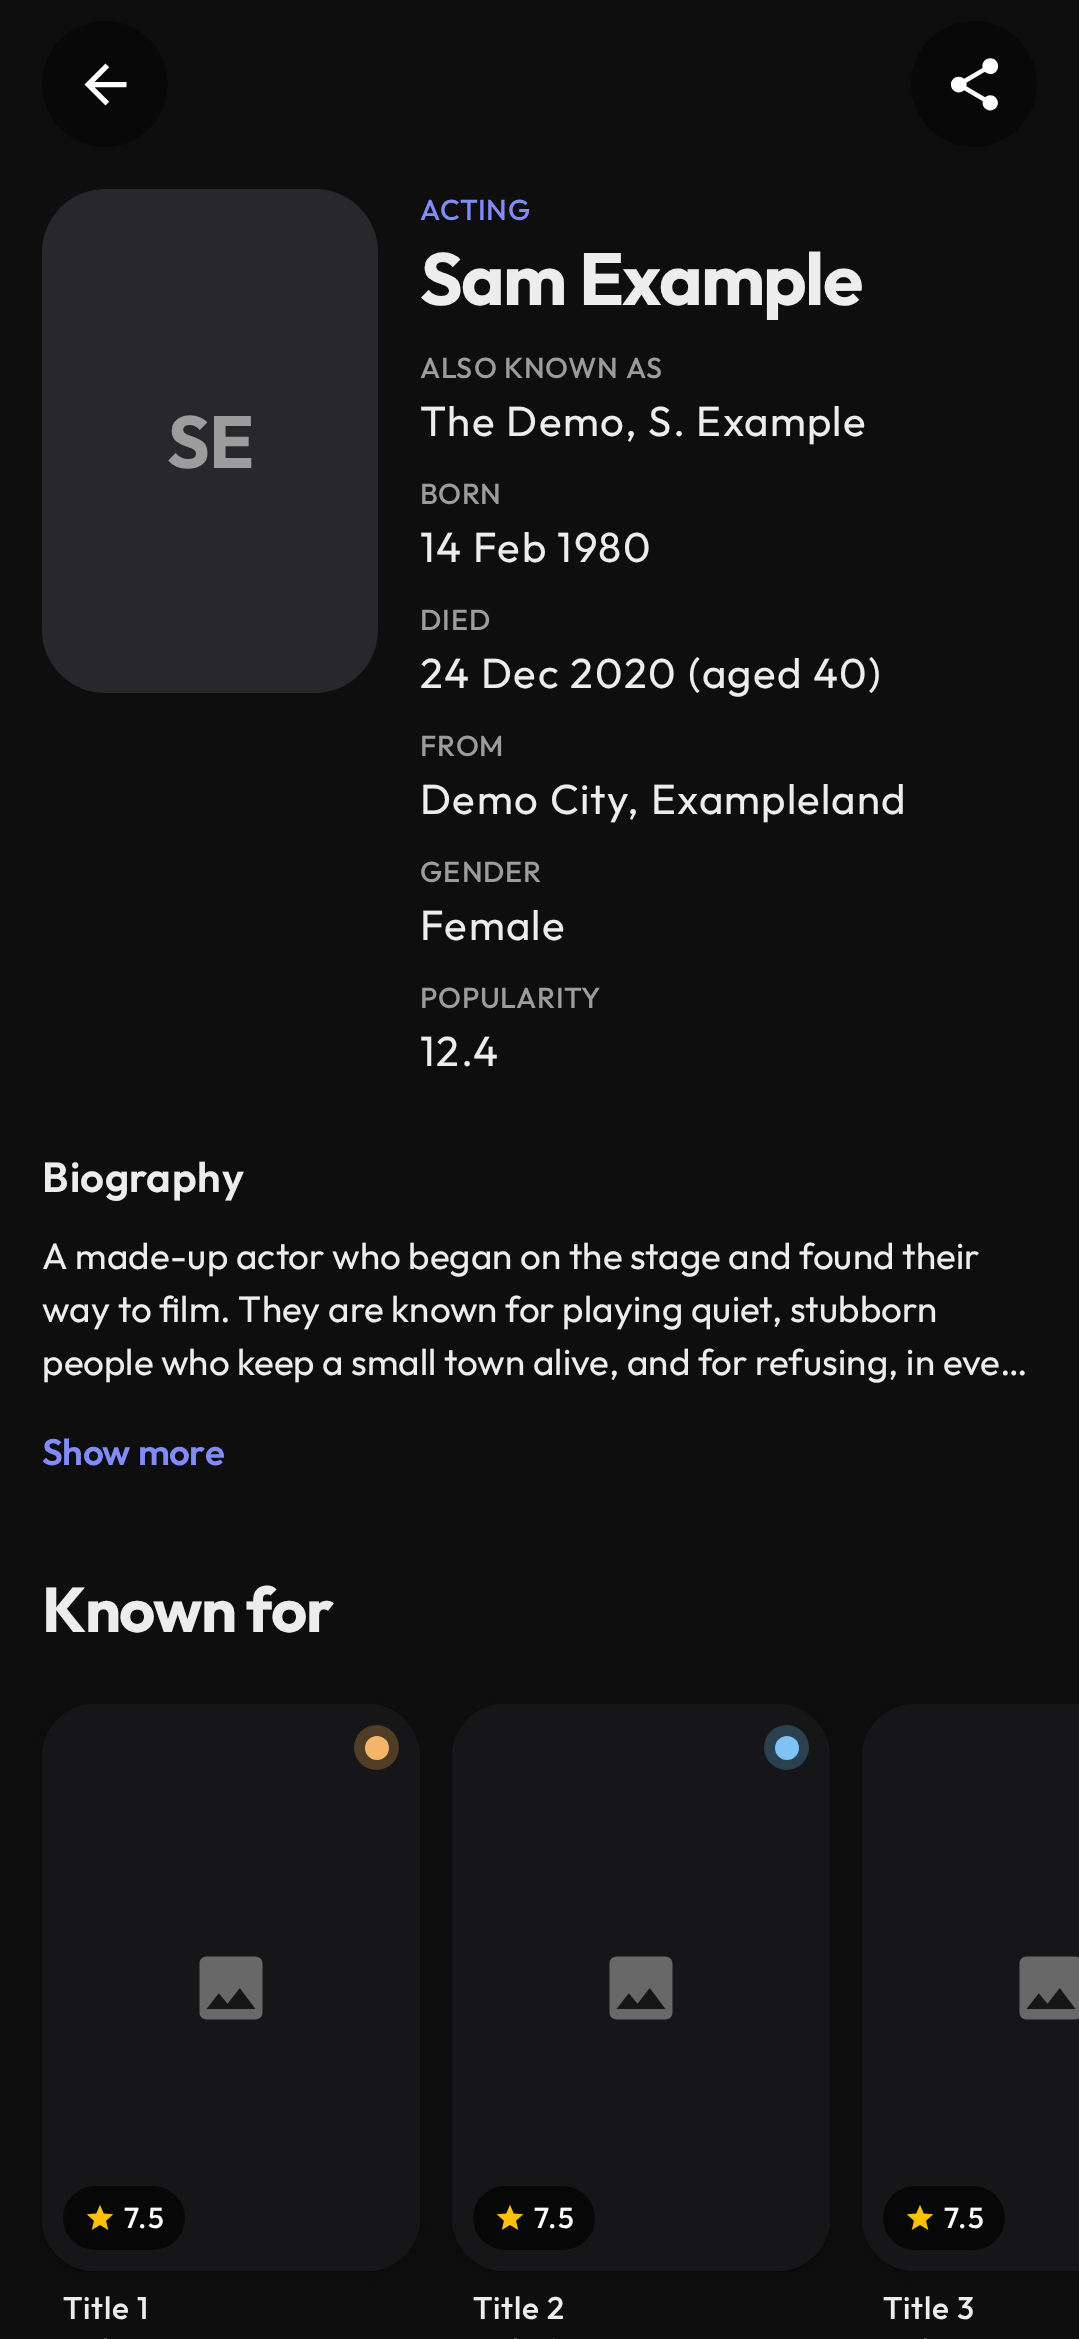 ACTING
Sam Example
SE
ALSO KNOWN AS
The Demo, S. Example
BORN
14 Feb 1980
DIED
24 Dec 2020 (aged 40)
FROM
Demo City, Exampleland
GENDER
Female
POPULARITY
12.4
Biography
A made-up actor who began on the stage and found their
way to film. They are known for playing quiet, stubborn
people who keep a small town alive, and for refusing, in eve…
Show more
Known for
7.5
7.5
7.5
Title 1
Title 2
Title 3